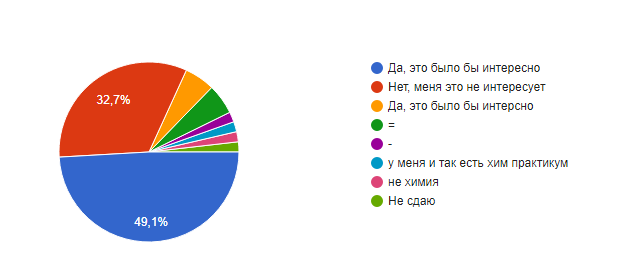 32,7%
49,1%
Да, это было бы интересно
Нет, меня это не интересует
Да, это было бы интерсно
=
-
у меня и так есть хим практикум
не химия
Не сдаю